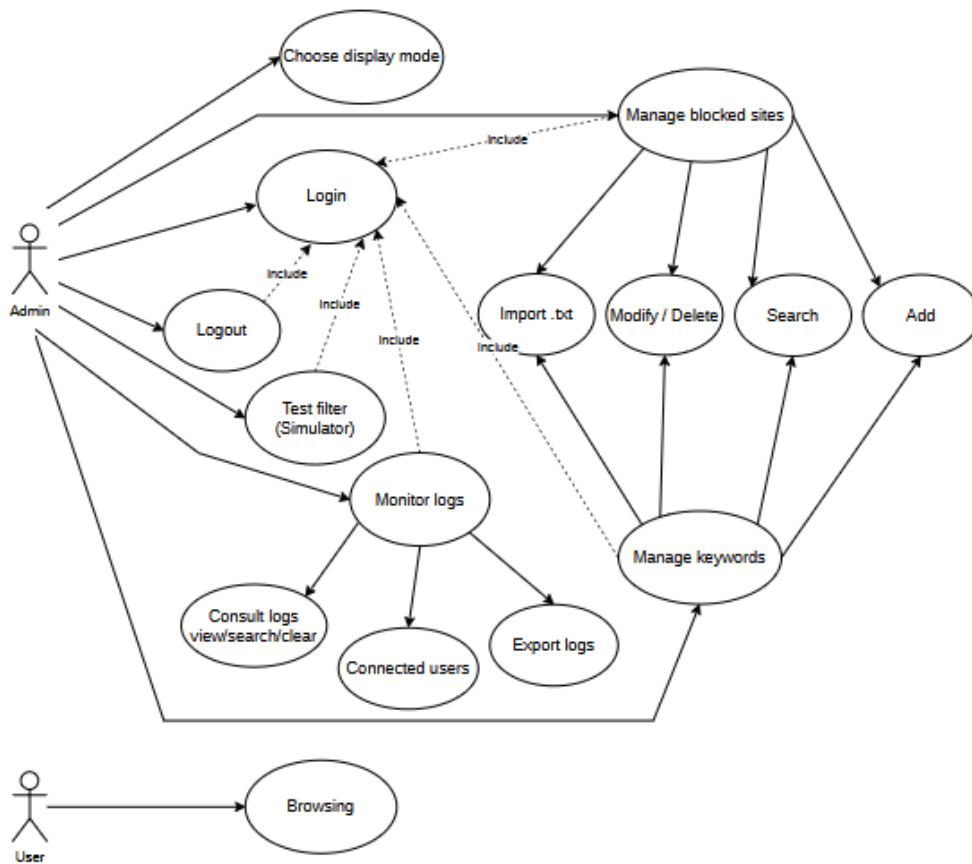 Choose display mode
Manage blocked sites
Include
Login
Include
Admin
Include
Import .txt
Modify / Delete
Search
Add
Logout
Include
Include
Test filter
(Simulator)
Monitor logs
Manage keywords
Consult logs
view/search/clear
Export logs
Connected users
Browsing
User